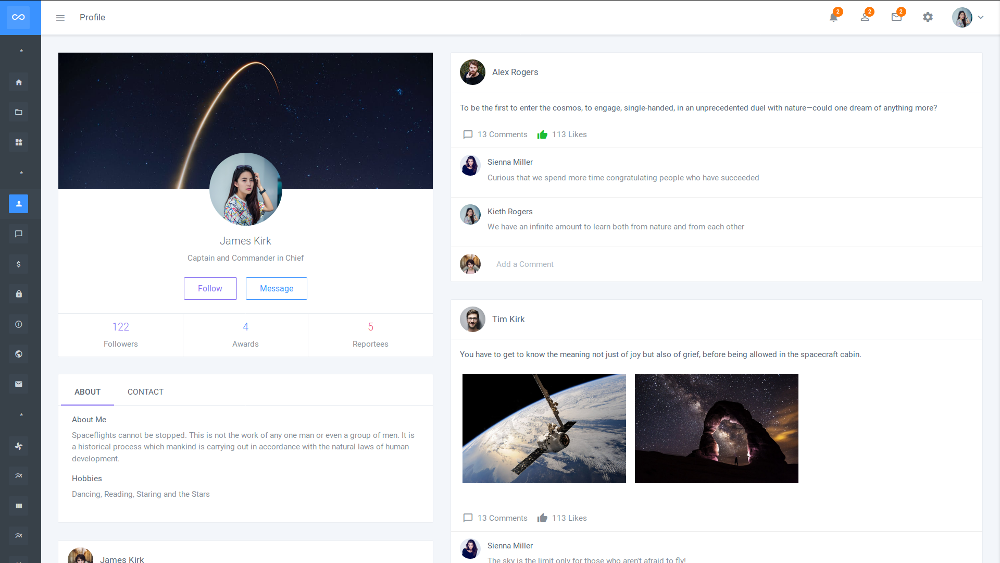 Profile
2
2
2
James Kirk
Captain and Commander in Chief
Follow
Message
122
Followers
4
Awards
5
Reportees
ABOUT
CONTACT
About Me
Spaceflights cannot be stopped. This is not the work of any one man or even a group of men. It is
a historical process which mankind is carrying out in accordance with the natural laws of human
development.
Hobbies
Dancing, Reading, Staring and the Stars
James Kirk
Alex Rogers
To be the first to enter the cosmos, to engage, single-handed, in an unprecedented duel with nature—could one dream of anything more?
13 Comments
113 Likes
Sienna Miller
Curious that we spend more time congratulating people who have succeeded
Kieth Rogers
We have an infinite amount to learn both from nature and from each other
Add a Comment
Tim Kirk
You have to get to know the meaning not just of joy but also of grief, before being allowed in the spacecraft cabin.
13 Comments
113 Likes
Sienna Miller
The sky is the limit only for those who aren't afraid to fly!